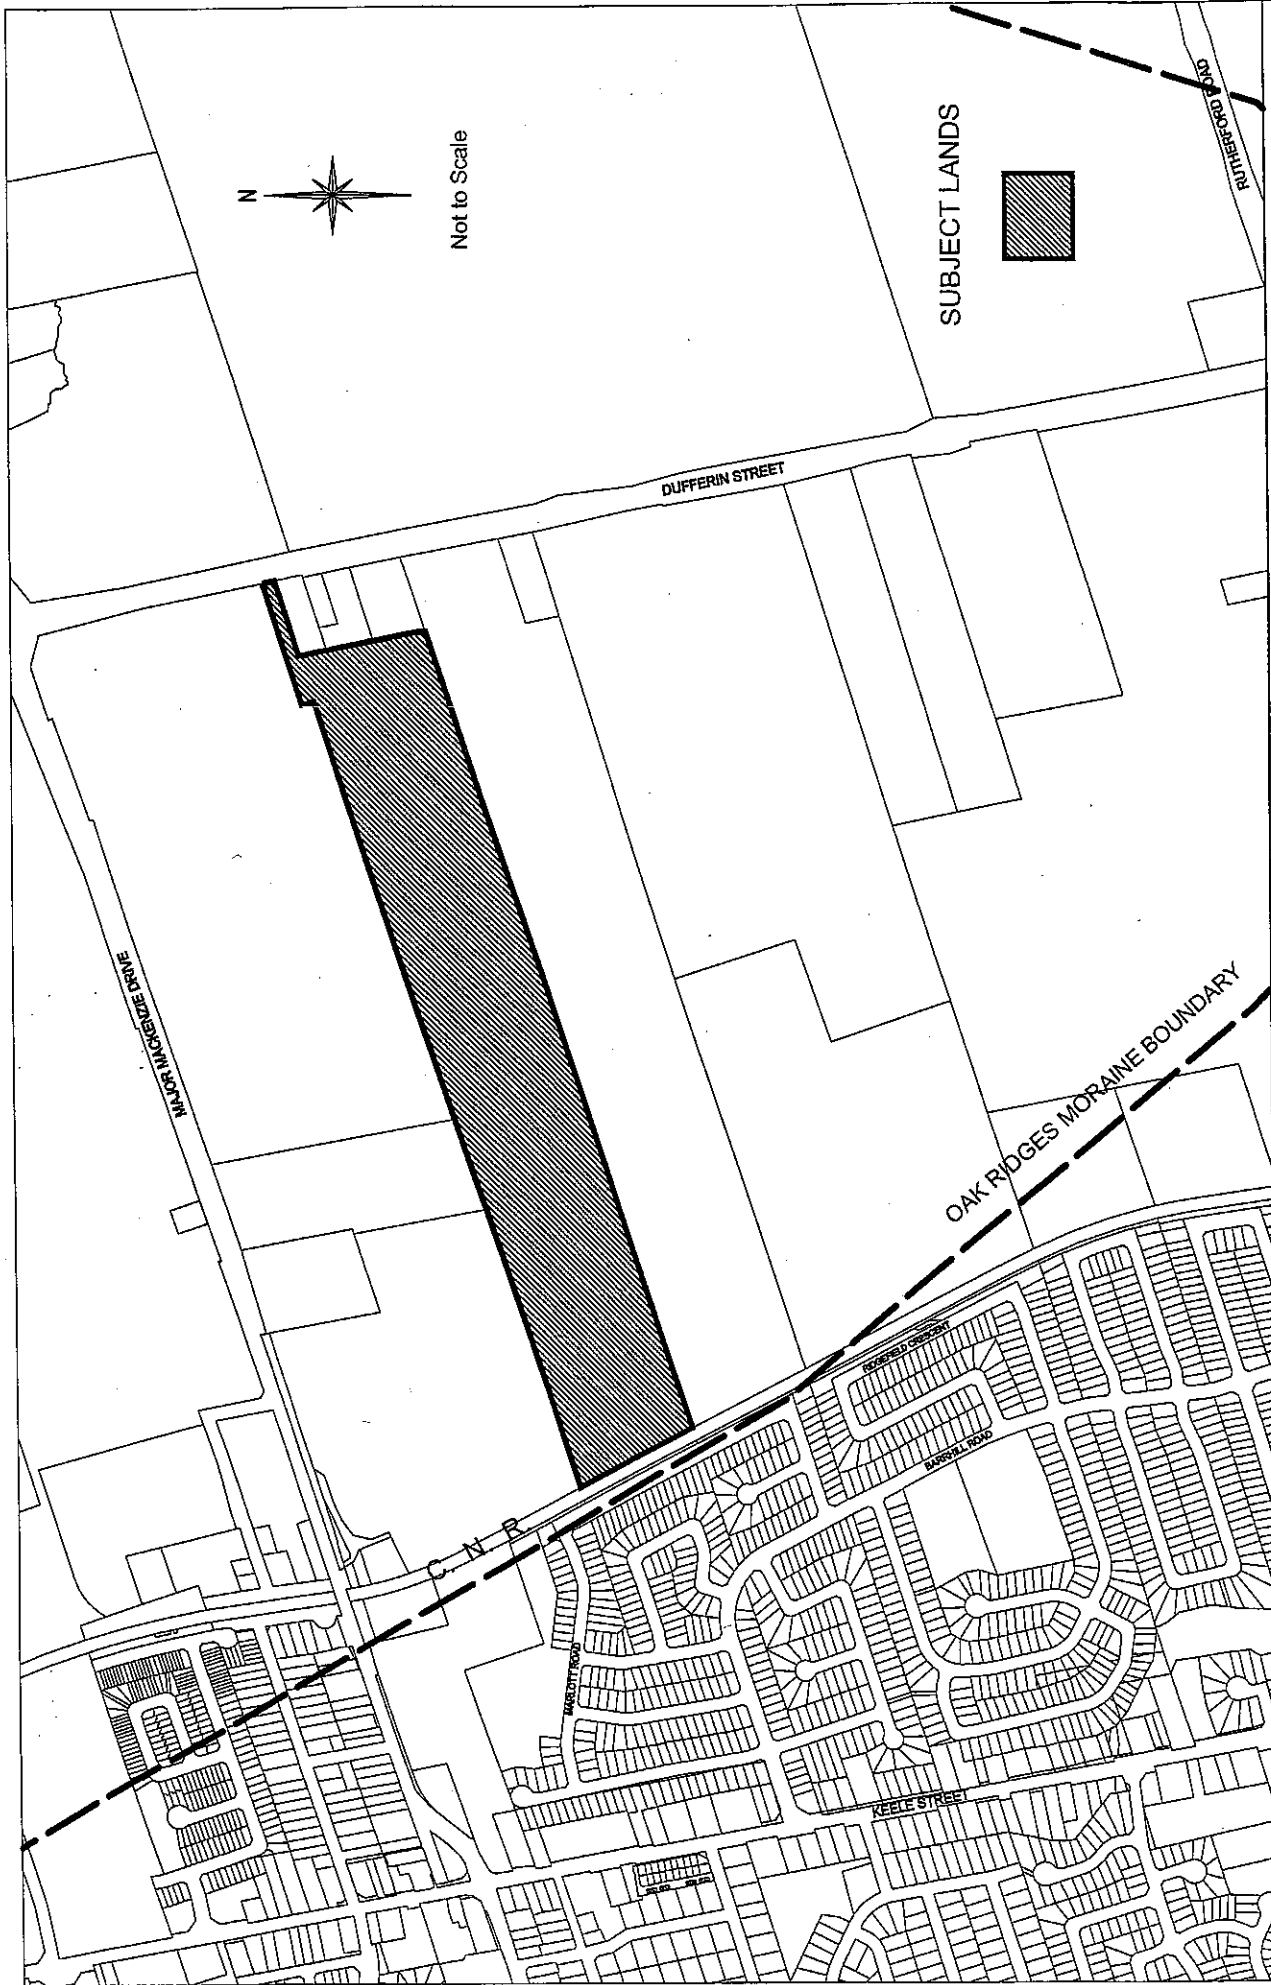 N
Not to Scale
SUBJECT LANDS
RUTHERFORD ROAD
DUFFERIN STREET
MAJOR MACKENZIE DRIVE
OAK RIDGES MORAINE BOUNDARY
C. N. R.
RIDGEFIELD CRESCENT
BARRHILL ROAD
MARLOTT ROAD
KEELE STREET